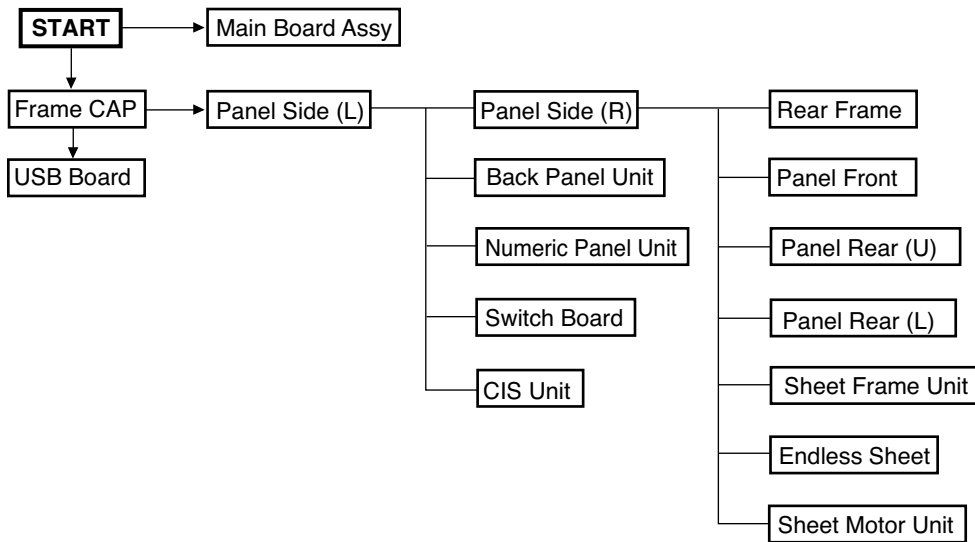 START
Main Board Assy
Frame CAP
Panel Side (L)
Panel Side (R)
Rear Frame
USB Board
Back Panel Unit
Panel Front
Numeric Panel Unit
Panel Rear (U)
Switch Board
Panel Rear (L)
CIS Unit
Sheet Frame Unit
Endless Sheet
Sheet Motor Unit